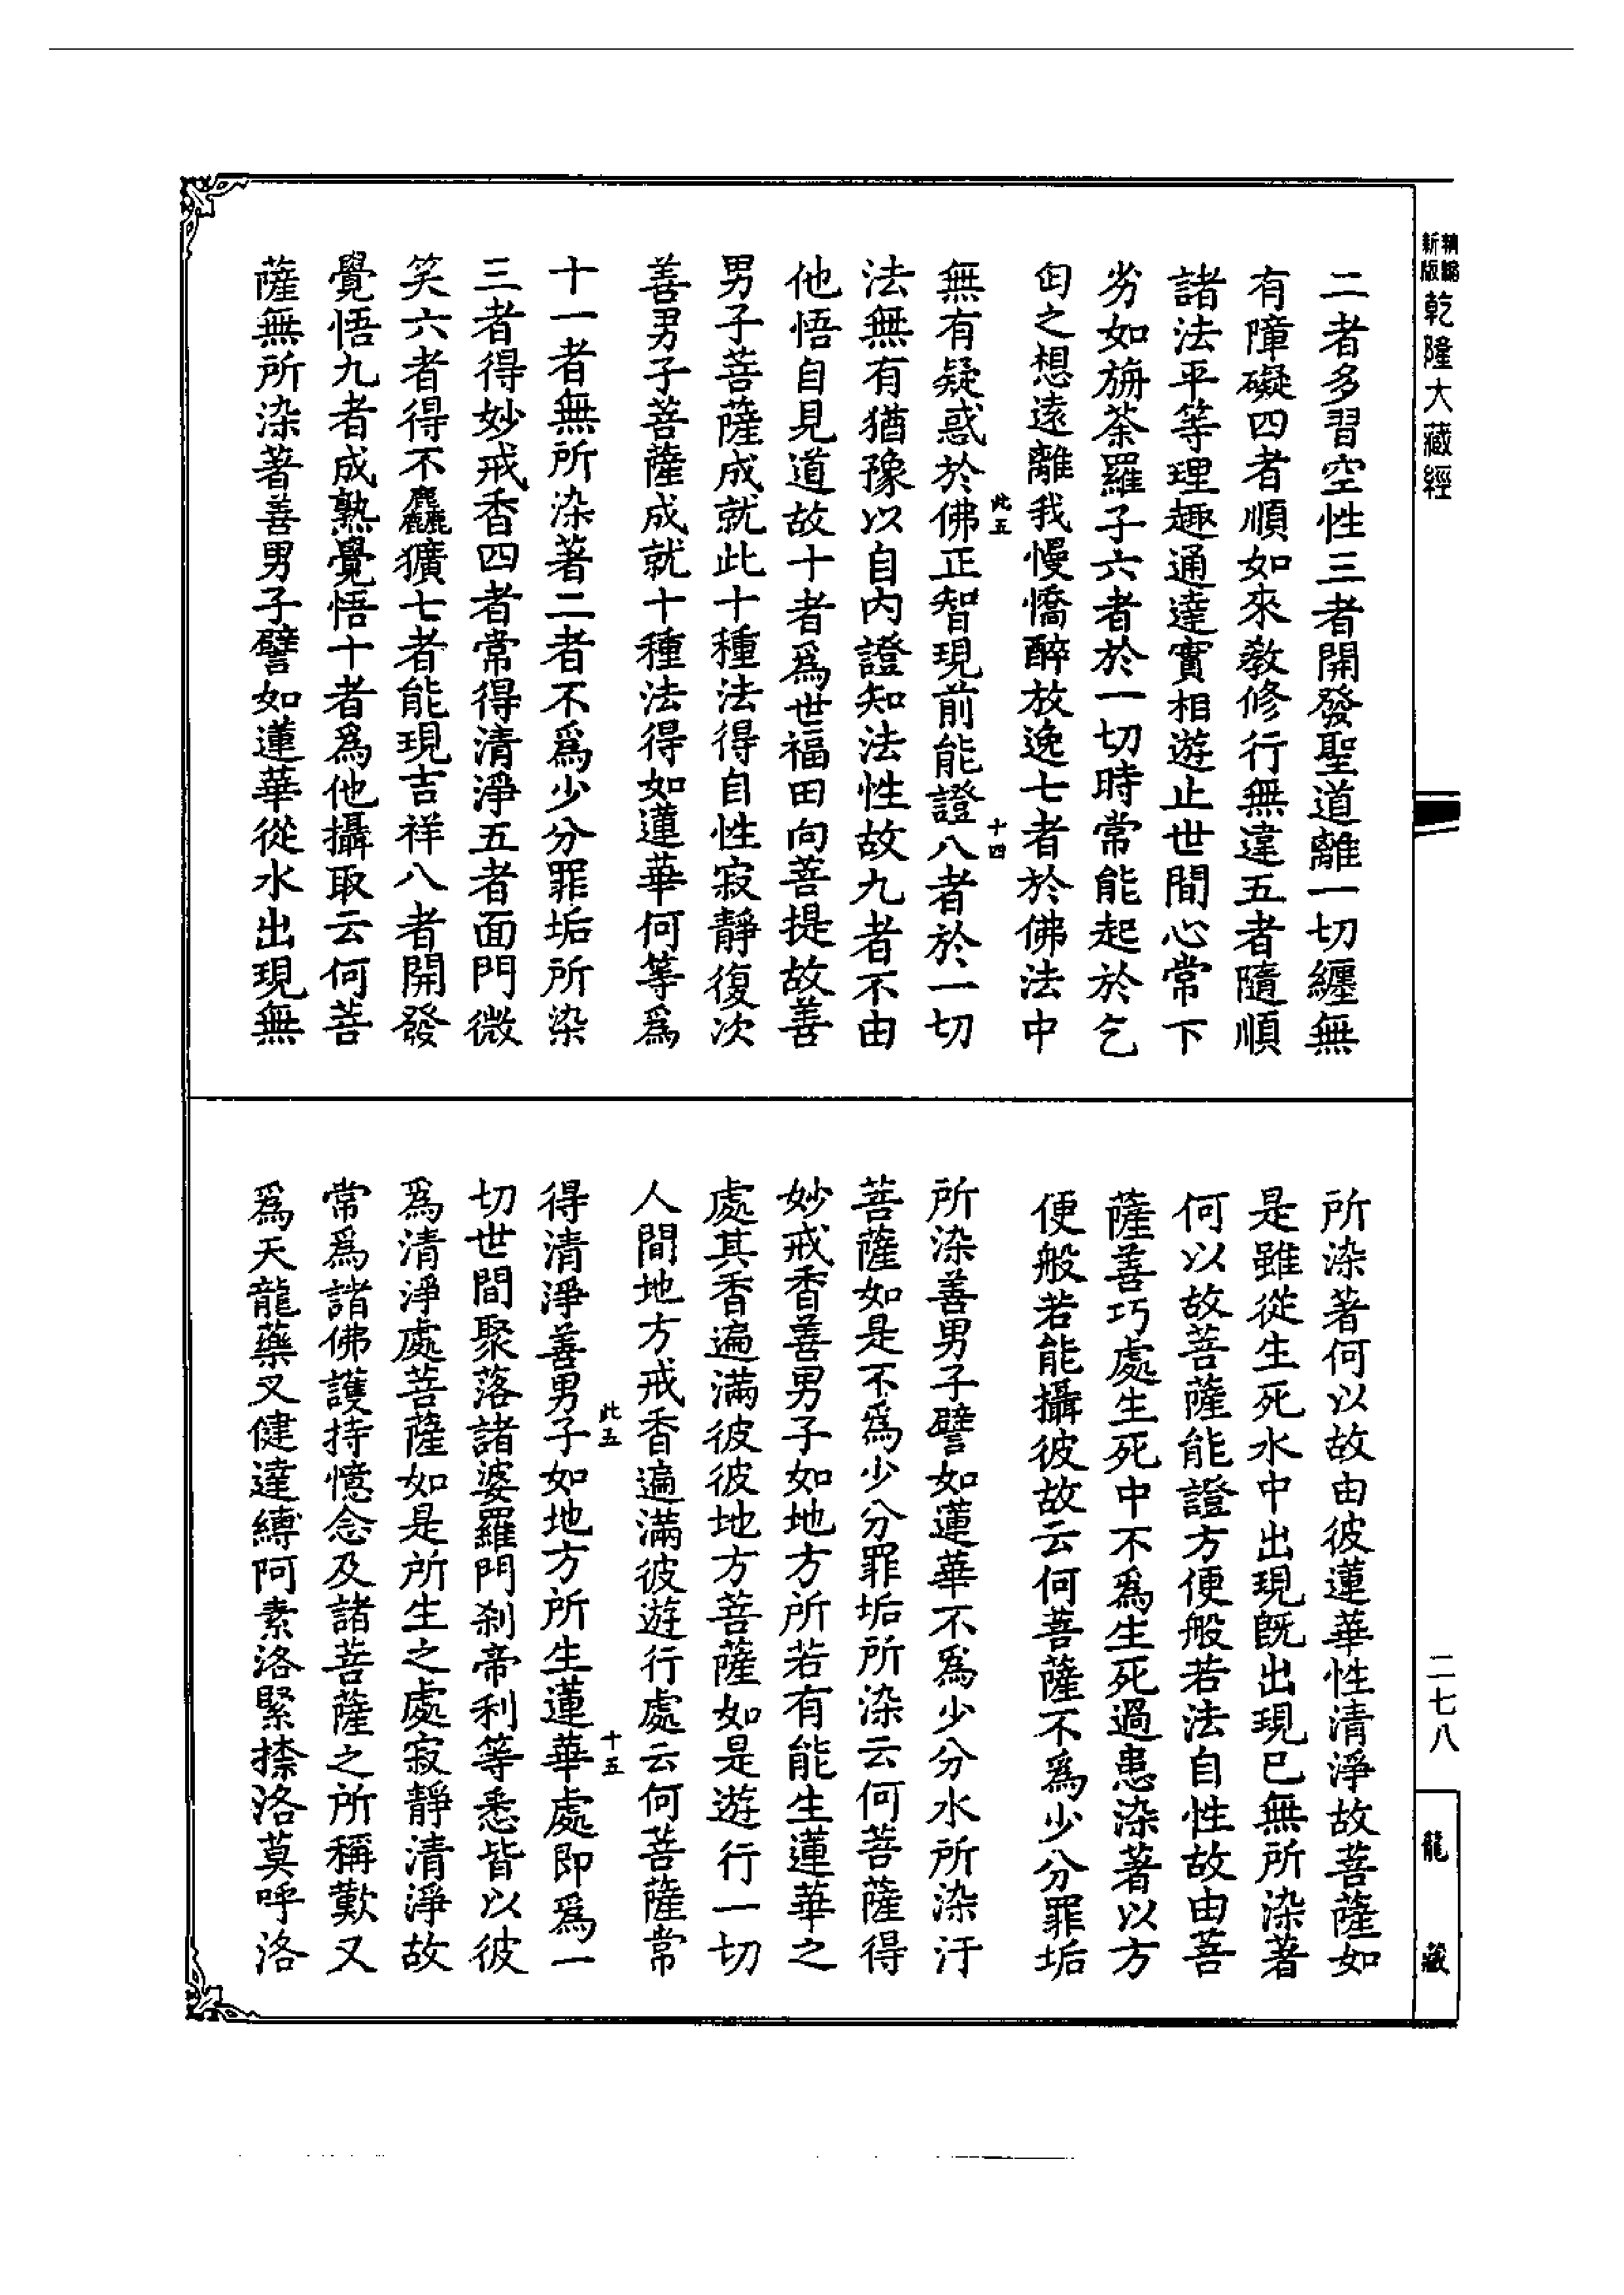 新版 輯縮 乾隆大藏經
二者多習空性三者開發聖道離一切纏無
有障礙四者順如來教修行無違五者隨順
諸法平等理趣通達實相遊止世間心常下
劣如旃荼羅子六者於一切時常能起於乞
匃之想遠離我慢憍醉放逸七者於佛法中
無有疑惑於佛正智現前能證八者於一切
此五
十四
法無有猶豫以自內證知法性故九者不由
他悟自見道故十者爲世福田向菩提故善
男子菩薩成就此十種法得自性寂靜復次
善男子菩薩成就十種法得如蓮華何等爲
十一者無所染著二者不爲少分罪垢所染
三者得妙戒香四者常得清淨五者面門微
笑六者得不麤獷七者能現吉祥八者開發
覺悟九者成熟覺悟十者爲他攝取云何菩
薩無所染著善男子譬如蓮華從水出現無
所染著何以故由彼蓮華性清淨故菩薩如
是雖從生死水中出現旣出現已無所染著
何以故菩薩能證方便般若法自性故由菩
薩善巧處生死中不爲生死過患染著以方
便般若能攝彼故云何菩薩不爲少分罪垢
所染善男子譬如蓮華不爲少分水所染汙
菩薩如是不爲少分罪垢所染云何菩薩得
妙戒香善男子如地方所若有能生蓮華之
處其香遍滿彼彼地方菩薩如是遊行一切
人間地方戒香遍滿彼遊行處云何菩薩常
得清淨善男子如地方所生蓮華處即爲一
此五
十五
切世間聚落諸婆羅門刹帝利等悉皆以彼
爲清淨處菩薩如是所生之處寂靜清淨故
常爲諸佛護持憶念及諸菩薩之所稱歎又
爲天龍藥叉健達縛阿素洛緊捺洛莫呼洛
二七八
龍藏